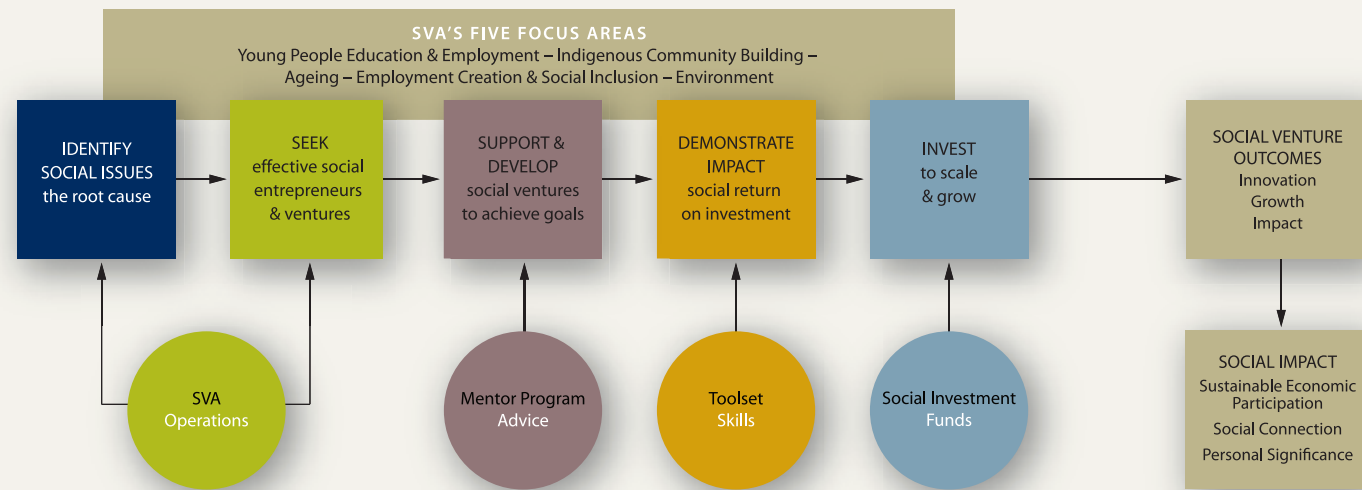 SVA'S FIVE FOCUS AREAS
Young People Education & Employment – Indigenous Community Building –
Ageing – Employment Creation & Social Inclusion – Environment
IDENTIFY
SOCIAL ISSUES
the root cause
SEEK
effective social
entrepreneurs
& ventures
SUPPORT &
DEVELOP
social ventures
to achieve goals
DEMONSTRATE
IMPACT
social return
on investment
INVEST
to scale
& grow
SOCIAL VENTURE
OUTCOMES
Innovation
Growth
Impact
SVA
Operations
Mentor Program
Advice
Toolset
Skills
Social Investment
Funds
SOCIAL IMPACT
Sustainable Economic
Participation
Social Connection
Personal Significance